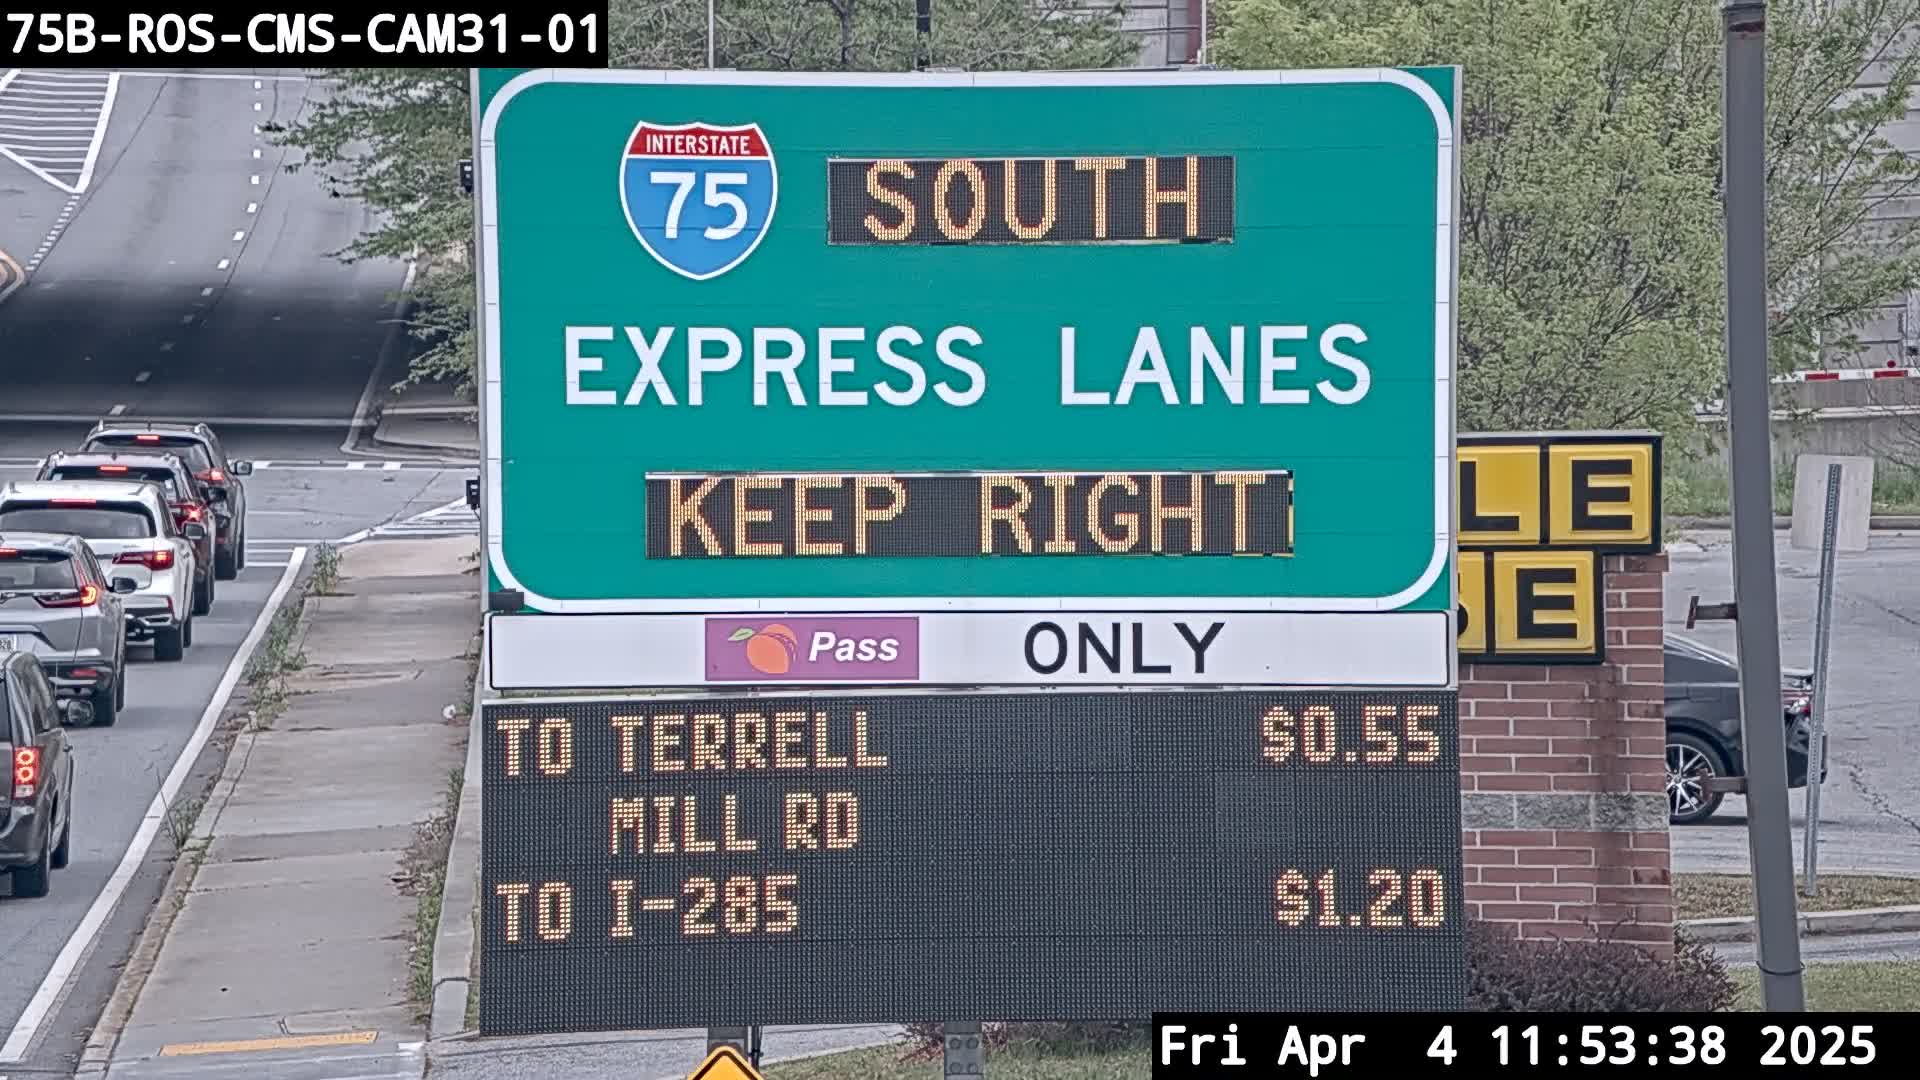 75B-ROS-CMS-CAM31-01
INTERSTATE
75
SOUTH
EXPRESS LANES
KEEP RIGHT
Pass ONLY
TO TERRELL $0.55
MILL RD
TO I-285 $1.20
LE
E
Fri Apr 4 11:53:38 2025